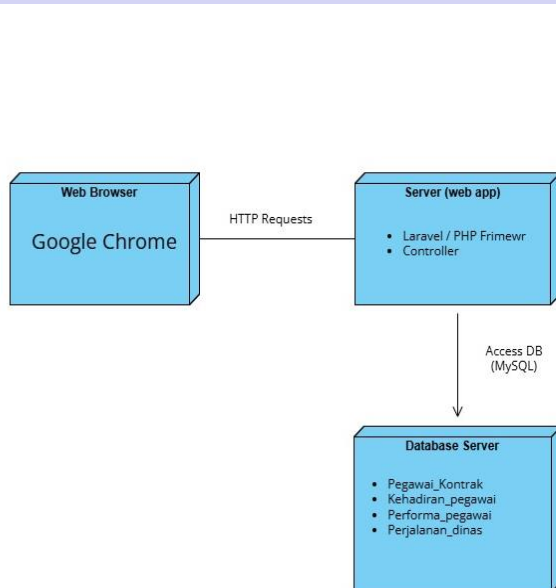 Web Browser
Google Chrome
HTTP Requests
Server (web app)
• Laravel / PHP Frimewr
• Controller
Access DB
(MySQL)
Database Server
• Pegawai_Kontrak
• Kehadiran_pegawai
• Performa_pegawai
• Perjalanan_dinas